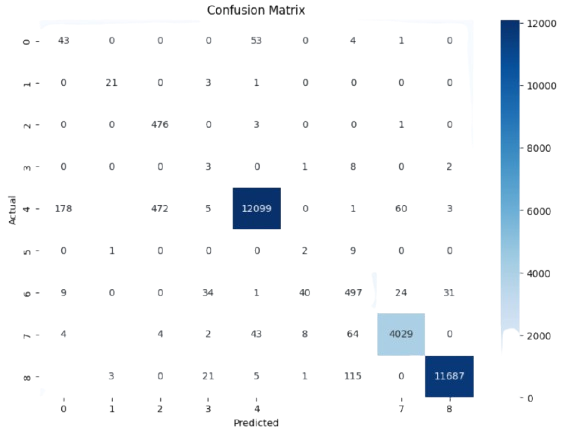 Confusion Matrix
0 43 0 0 0 53 0 4 1 0
1 0 21 0 3 1 0 0 0 0
2 0 0 476 0 3 0 0 1 0
3 0 0 0 3 0 1 8 0 2
4 178 472 5 12099 0 1 60 3
5 0 1 0 0 0 2 9 0 0
6 9 0 0 34 1 40 497 24 31
7 4 4 2 43 8 64 4029 0
8 3 0 21 5 1 115 0 11687
0 1 2 3 4 7 8
Actual
Predicted
12000
10000
8000
6000
4000
2000
0